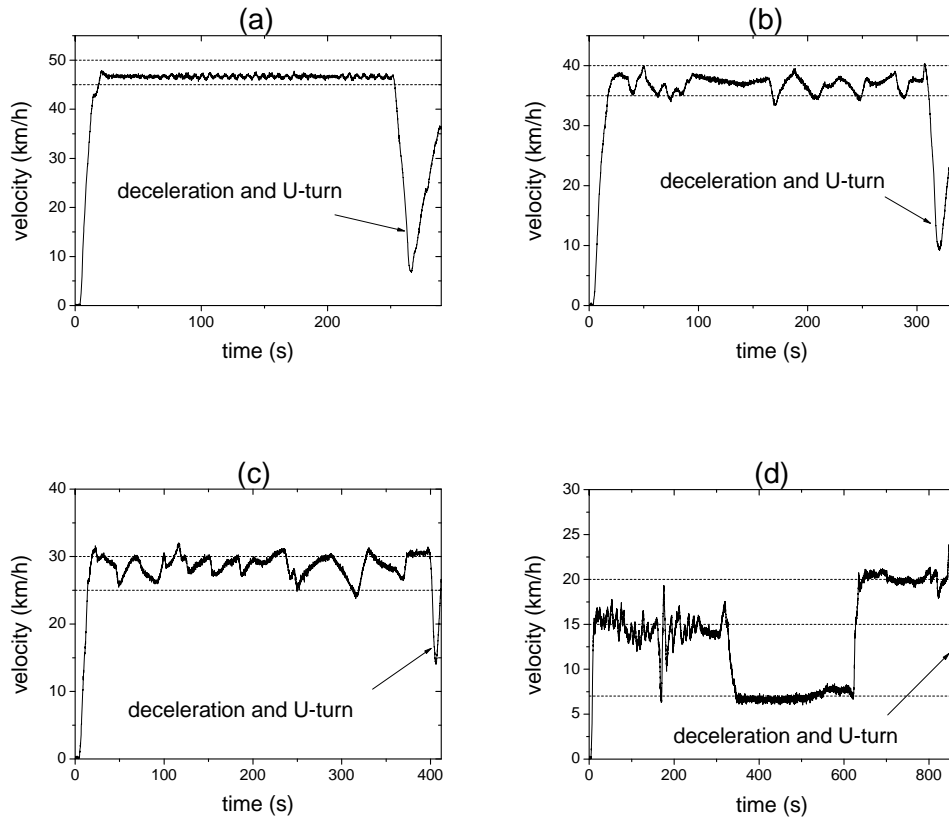 (a)
velocity (km/h)
50
40
30
20
10
0
deceleration and U-turn
0
100
200
time (s)
(b)
velocity (km/h)
40
30
20
10
0
deceleration and U-turn
0
100
200
300
time (s)
(c)
velocity (km/h)
40
30
20
10
0
deceleration and U-turn
0
100
200
300
400
time (s)
(d)
velocity (km/h)
30
25
20
15
10
5
0
deceleration and U-turn
0
200
400
600
800
time (s)